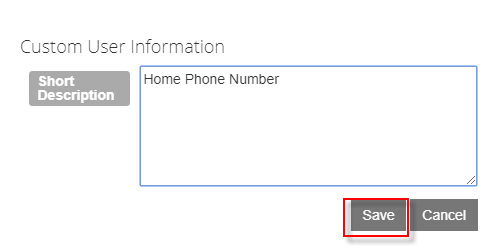 Custom User Information
Short
Description
Home Phone Number
Save
Cancel